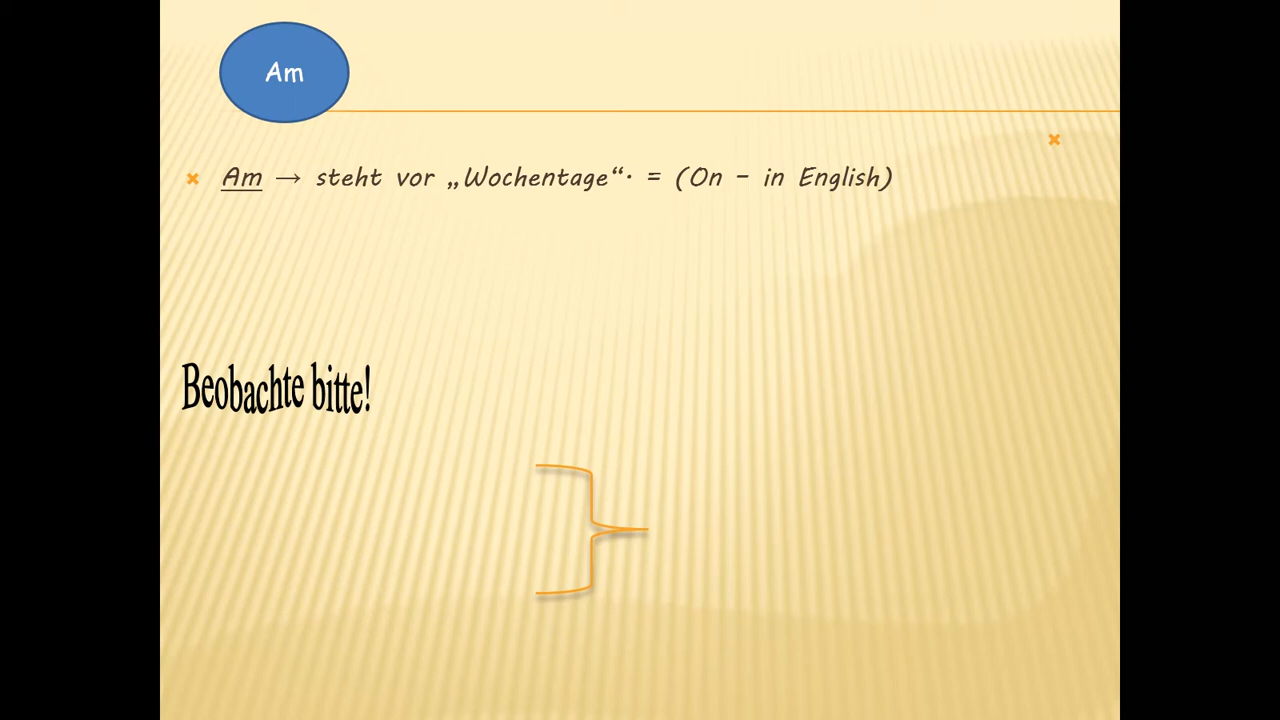 Am
Am → steht vor „Wochentage“. = (On – in English)
Beobachte bitte!